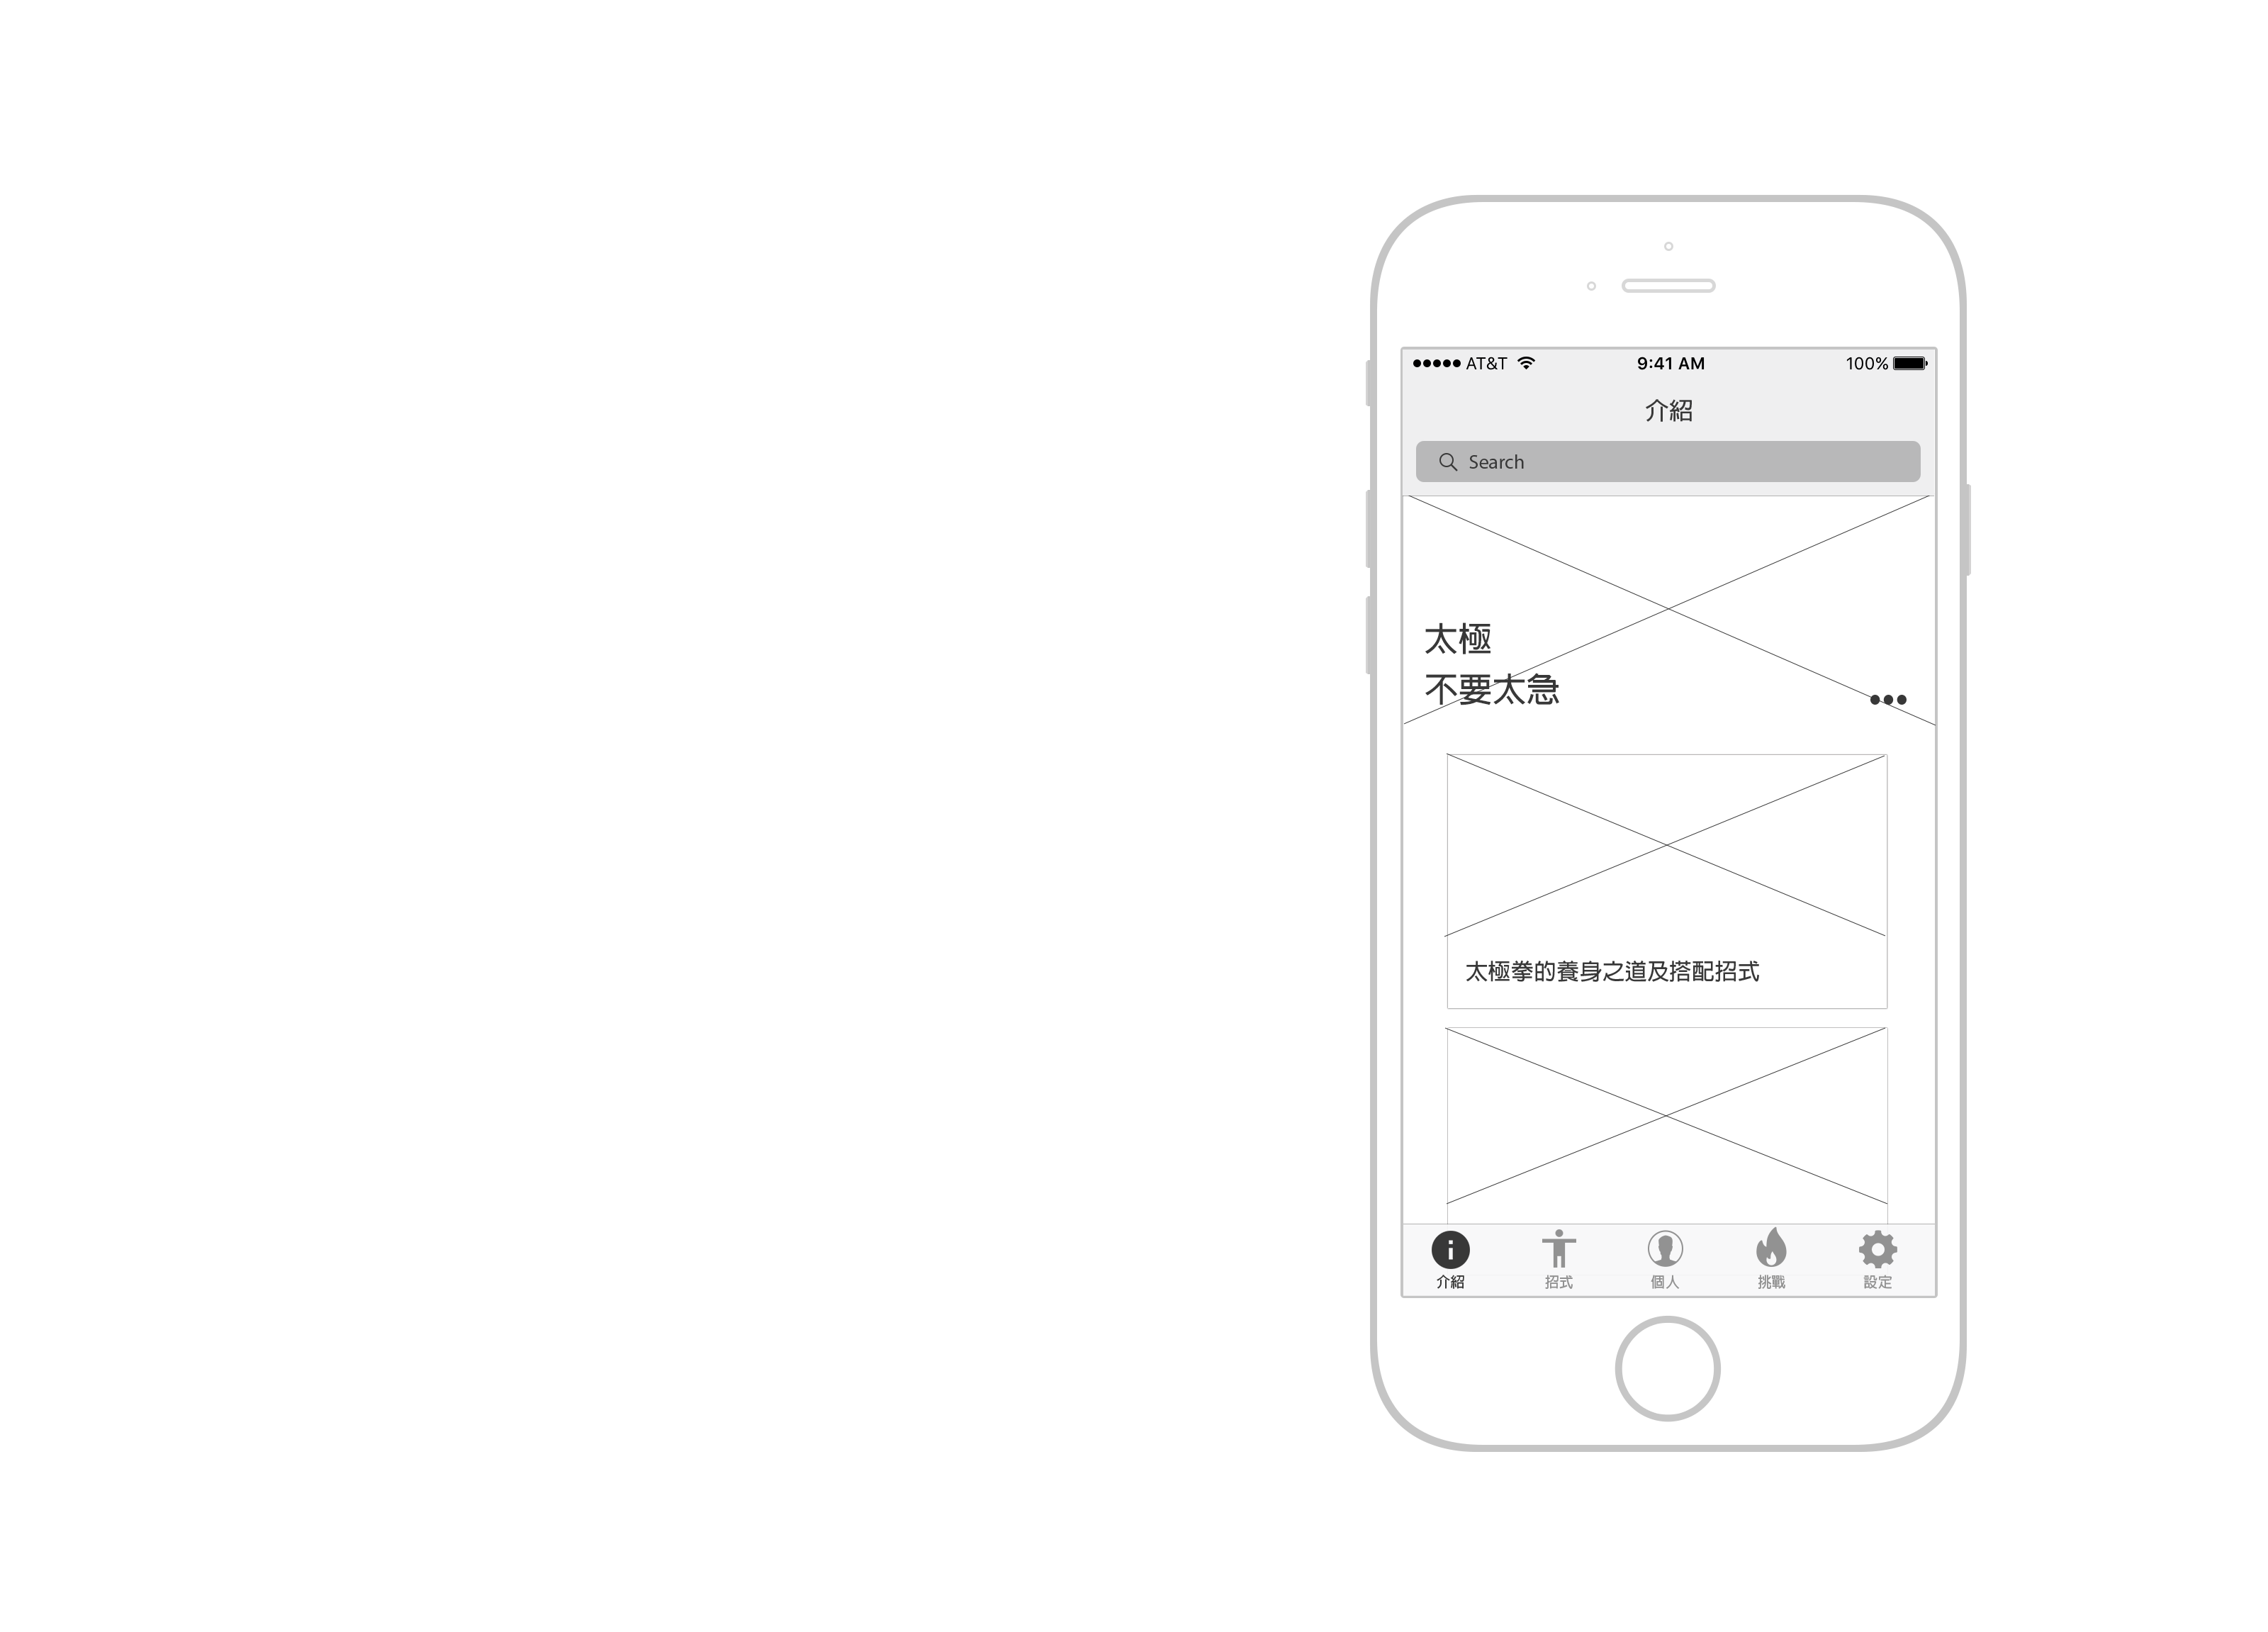 AT&T 9:41 AM 100%
介紹
Search
太極
不要太急
太極拳的養身之道及搭配招式
介紹 招式 個人 挑戰 設定